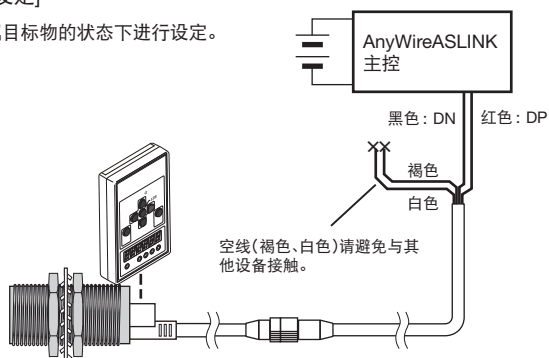 定]
目标物的状态下进行设定。
AnyWireASLINK
主控
黑色：DN
红色：DP
褐色
白色
空线（褐色、白色）请避免与其
他设备接触。